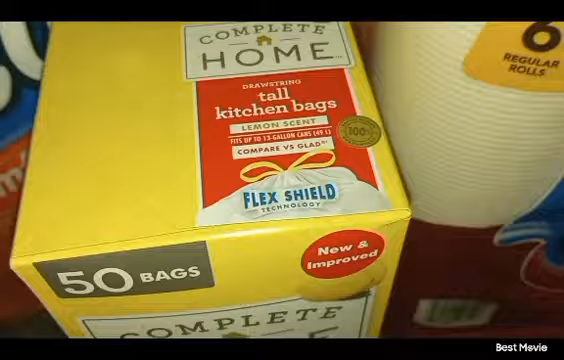 COMPLETE
HOME
DRAWSTRING
tall
kitchen bags
LEMON SCENT
FITS UP TO 13-GALLON CANS (49 L)
COMPARE VS GLAD
100%
FLEX SHIELD
TECHNOLOGY
50 BAGS
New &
Improved
COMPLETE
6
REGULAR
ROLLS
Best Movie